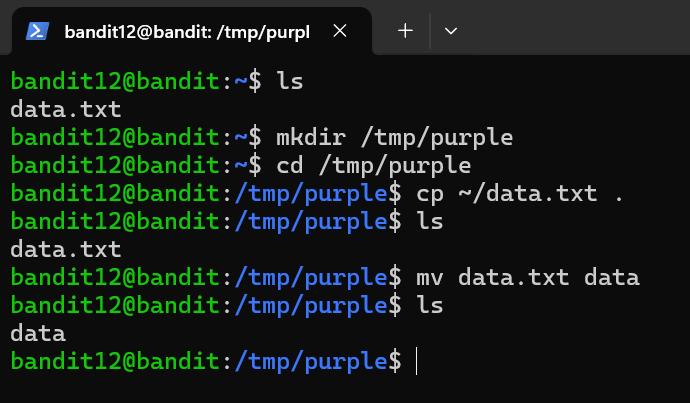 bandit12@bandit: /tmp/purpl
bandit12@bandit:~$ ls
data.txt
bandit12@bandit:~$ mkdir /tmp/purple
bandit12@bandit:~$ cd /tmp/purple
bandit12@bandit:/tmp/purple$ cp ~/data.txt .
bandit12@bandit:/tmp/purple$ ls
data.txt
bandit12@bandit:/tmp/purple$ mv data.txt data
bandit12@bandit:/tmp/purple$ ls
data
bandit12@bandit:/tmp/purple$